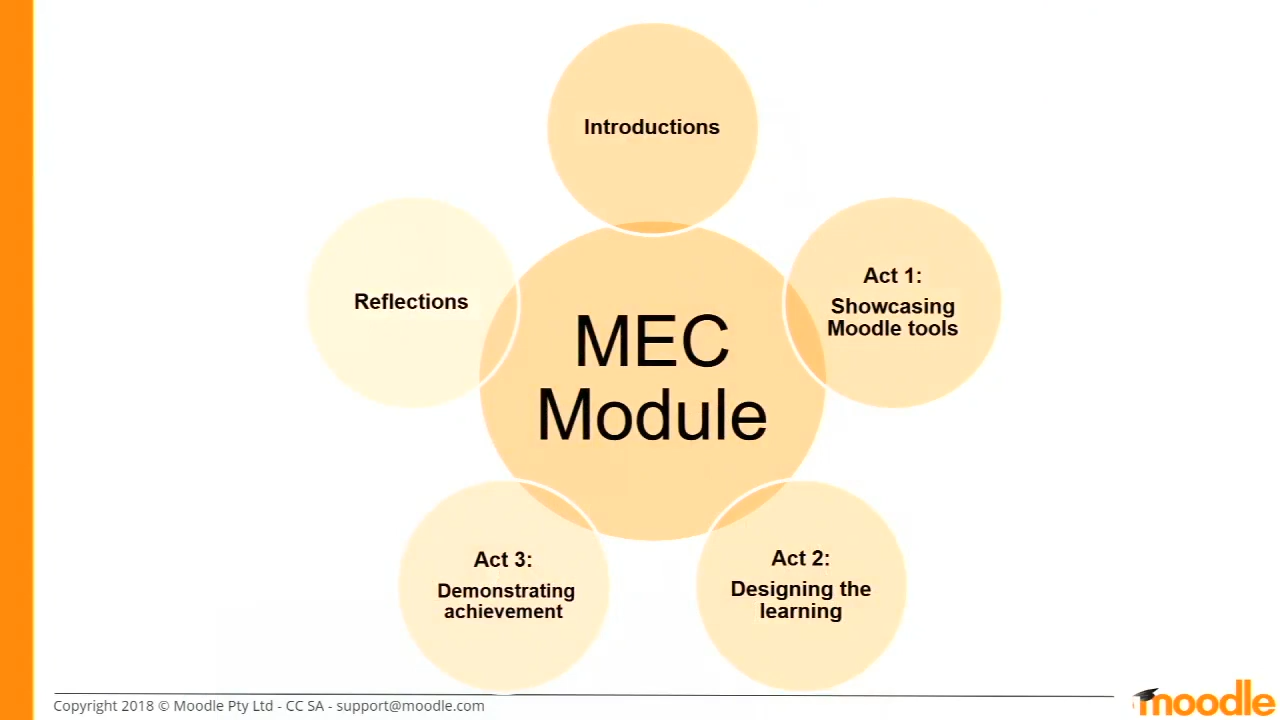 Introductions
Act 1:
Showcasing
Moodle tools
Reflections
MEC
Module
Act 3:
Demonstrating
achievement
Act 2:
Designing the
learning
Copyright 2018 © Moodle Pty Ltd - CC SA - support@moodle.com
moodle